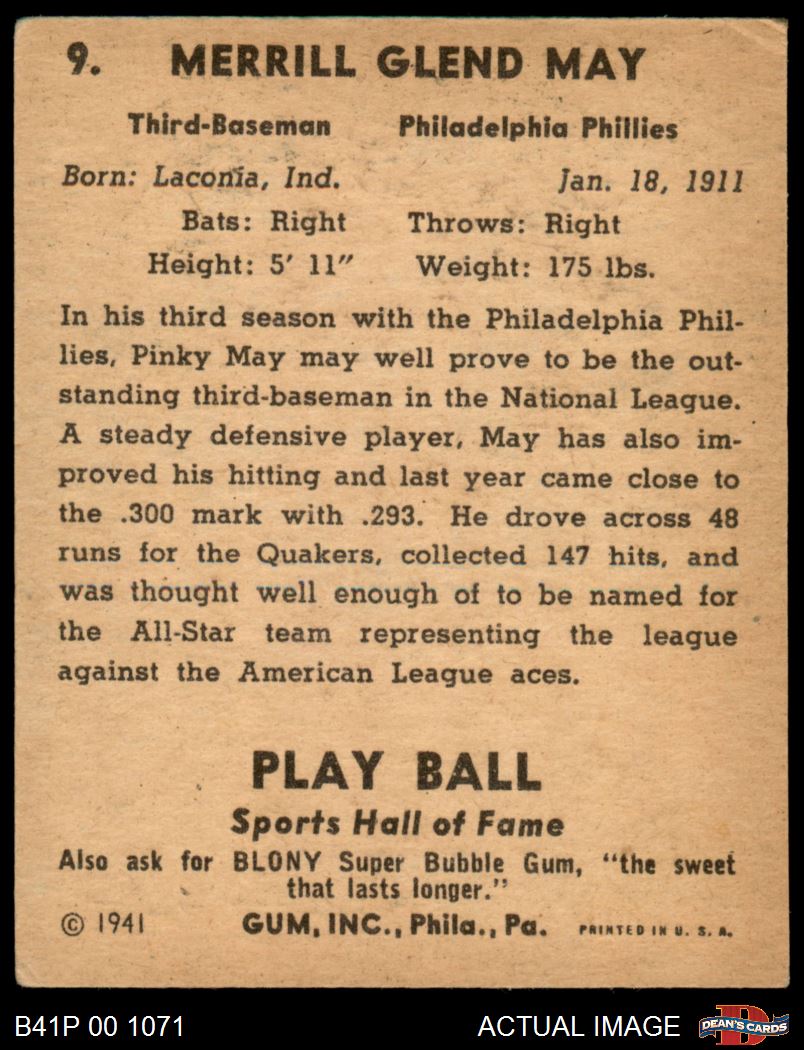 9. MERRILL GLEND MAY
Third-Baseman Philadelphia Phillies
Born: Laconia, Ind. Jan. 18, 1911
Bats: Right Throws: Right
Height: 5' 11" Weight: 175 lbs.
In his third season with the Philadelphia Phil-
lies, Pinky May may well prove to be the out-
standing third-baseman in the National League.
A steady defensive player, May has also im-
proved his hitting and last year came close to
the .300 mark with .293. He drove across 48
runs for the Quakers, collected 147 hits, and
was thought well enough of to be named for
the All-Star team representing the league
against the American League aces.
PLAY BALL
Sports Hall of Fame
Also ask for BLONY Super Bubble Gum, "the sweet
that lasts longer."
© 1941 GUM, INC., Phila., Pa. PRINTED IN U. S. A.
B41P 00 1071 ACTUAL IMAGE D DEAN'S CARDS